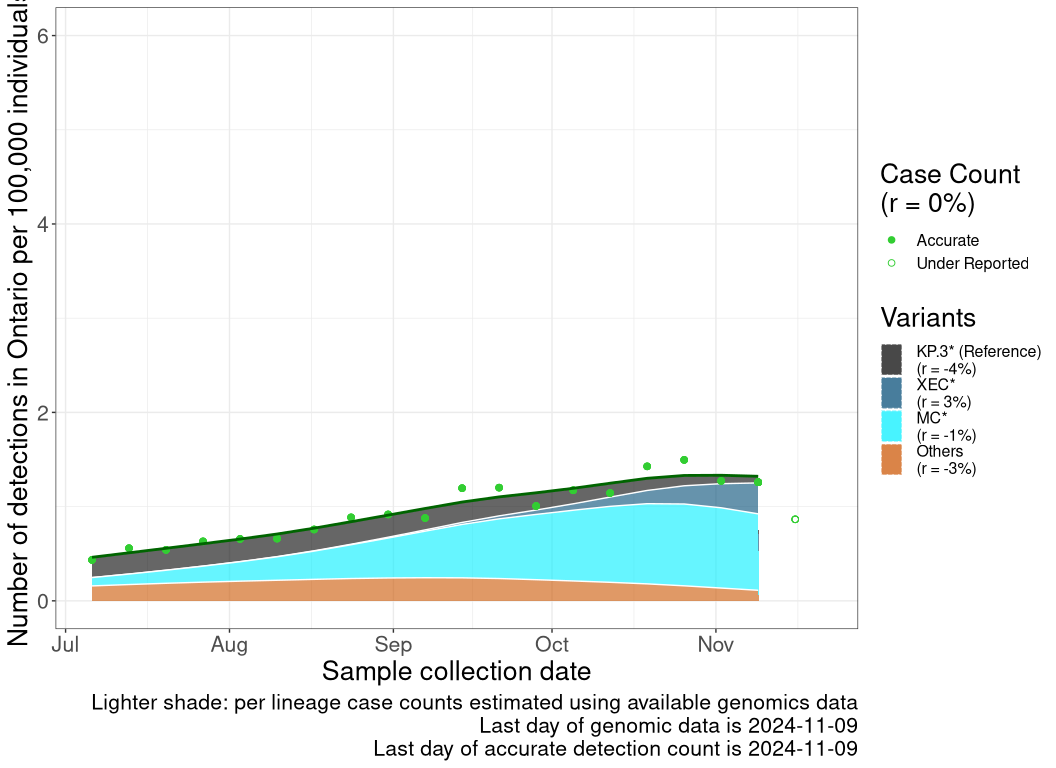 Number of detections in Ontario per 100,000 individuals
6
4
2
0
Jul
Aug
Sep
Oct
Nov
Sample collection date
Lighter shade: per lineage case counts estimated using available genomics data
Last day of genomic data is 2024-11-09
Last day of accurate detection count is 2024-11-09
Case Count
(r = 0%)
Accurate
Under Reported
Variants
KP.3* (Reference)
(r = -4%)
XEC*
(r = 3%)
MC*
(r = -1%)
Others
(r = -3%)